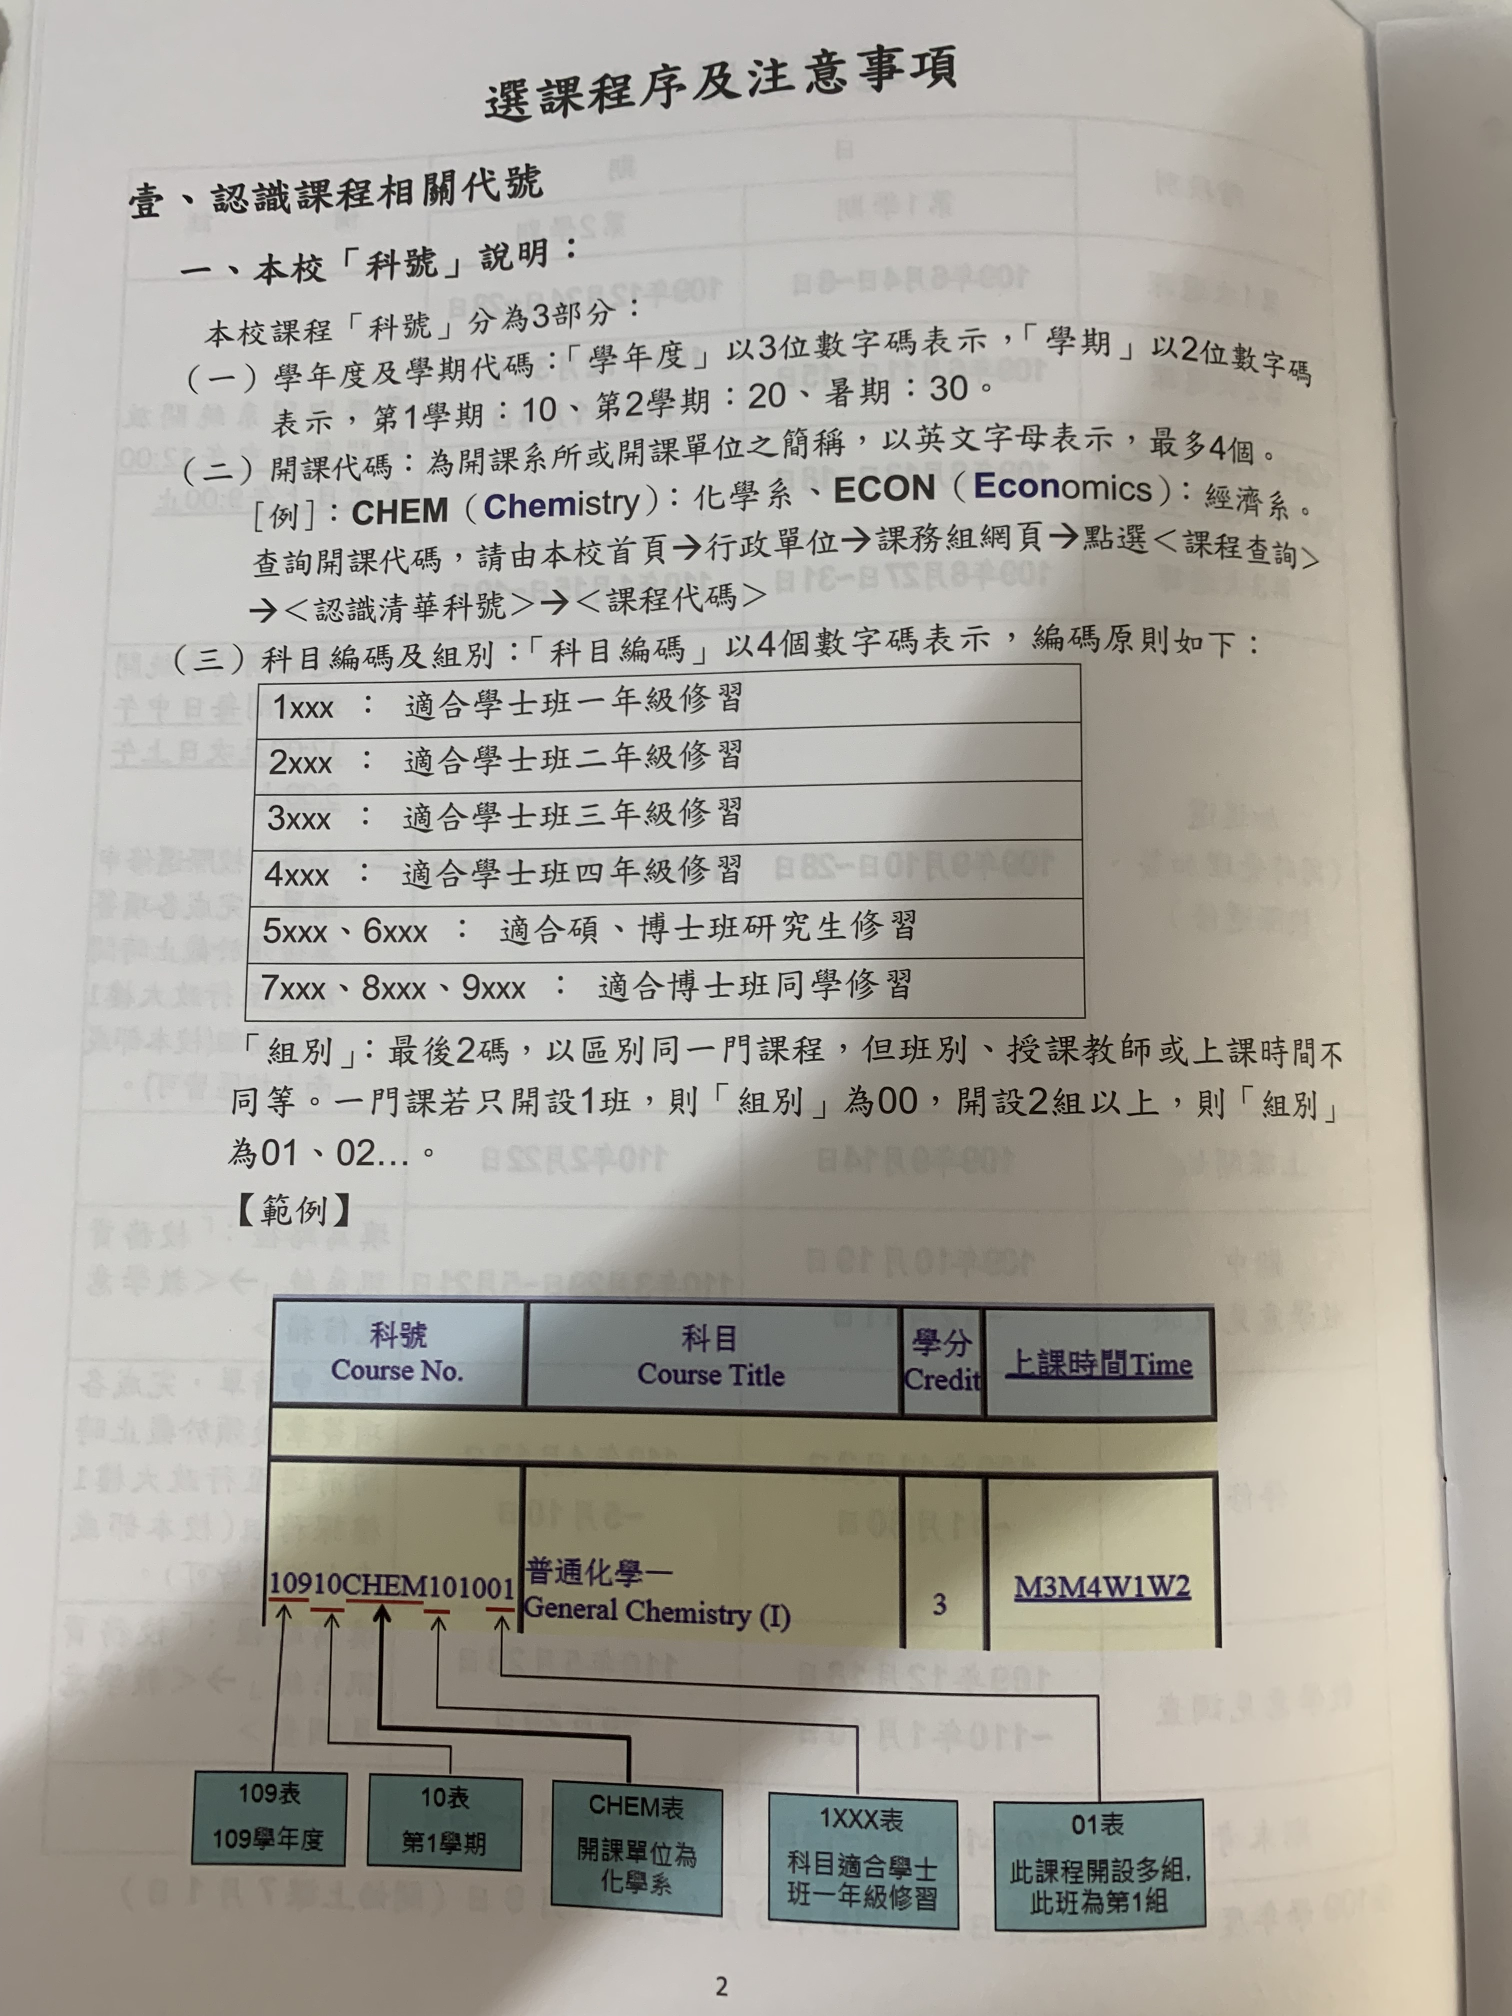 選課程序及注意事項
壹、認識課程相關代號
一、本校「科號」說明：
本校課程「科號」分為3部分：
（一）學年度及學期代碼：「學年度」以3位數字碼表示，「學期」以2位數字碼
表示，第1學期：10、第2學期：20、暑期：30。
（二）開課代碼：為開課系所或開課單位之簡稱，以英文字母表示，最多4個。
[例]：CHEM（Chemistry）：化學系、ECON（Economics）：經濟系。
查詢開課代碼，請由本校首頁→行政單位→課務組網頁→點選＜課程查詢＞
→＜認識清華科號＞→＜課程代碼＞
（三）科目編碼及組別：「科目編碼」以4個數字碼表示，編碼原則如下：
1xxx ： 適合學士班一年級修習
2xxx ： 適合學士班二年級修習
3xxx ： 適合學士班三年級修習
4xxx ： 適合學士班四年級修習
5xxx、6xxx ： 適合碩、博士班研究生修習
7xxx、8xxx、9xxx ： 適合博士班同學修習
「組別」：最後2碼，以區別同一門課程，但班別、授課教師或上課時間不
同等。一門課若只開設1班，則「組別」為00，開設2組以上，則「組別」
為01、02…。
【範例】
科號 科目 學分 上課時間Time
Course No. Course Title Credit
10910CHEM101001 普通化學一 3 M3M4W1W2
General Chemistry (I)
109表 10表 CHEM表 1XXX表 01表
109學年度 第1學期 開課單位為 科目適合學士 此課程開設多組,
化學系 班一年級修習 此班為第1組
2